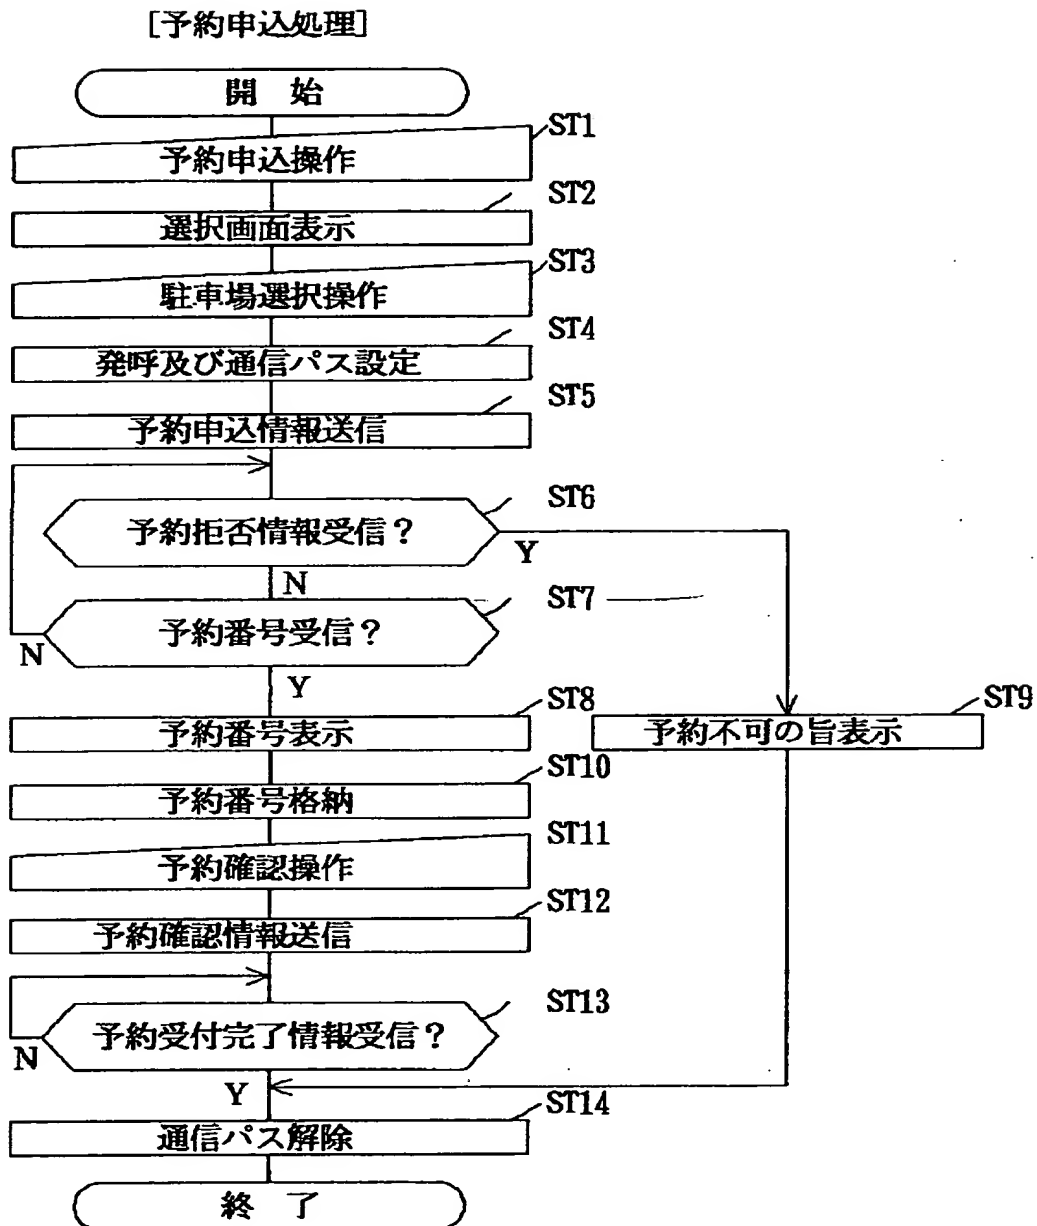 [予約申込処理]
開 始
ST1
予約申込操作
ST2
選択画面表示
ST3
駐車場選択操作
ST4
発呼及び通信パス設定
ST5
予約申込情報送信
ST6
予約拒否情報受信？
Y
N
ST7
予約番号受信？
N
Y
ST8
予約番号表示
ST9
予約不可の旨表示
ST10
予約番号格納
ST11
予約確認操作
ST12
予約確認情報送信
ST13
予約受付完了情報受信？
N
Y
ST14
通信パス解除
終 了